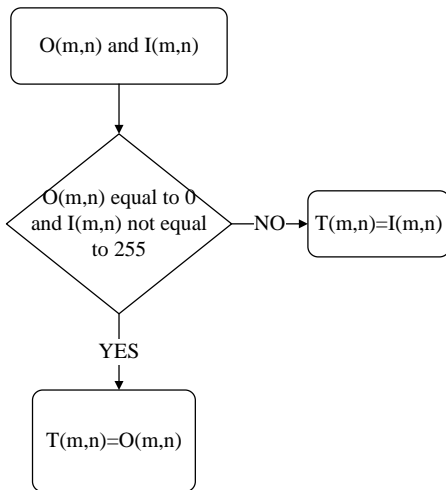 O(m,n) and I(m,n)
O(m,n) equal to 0
and I(m,n) not equal
to 255
NO
T(m,n)=I(m,n)
YES
T(m,n)=O(m,n)